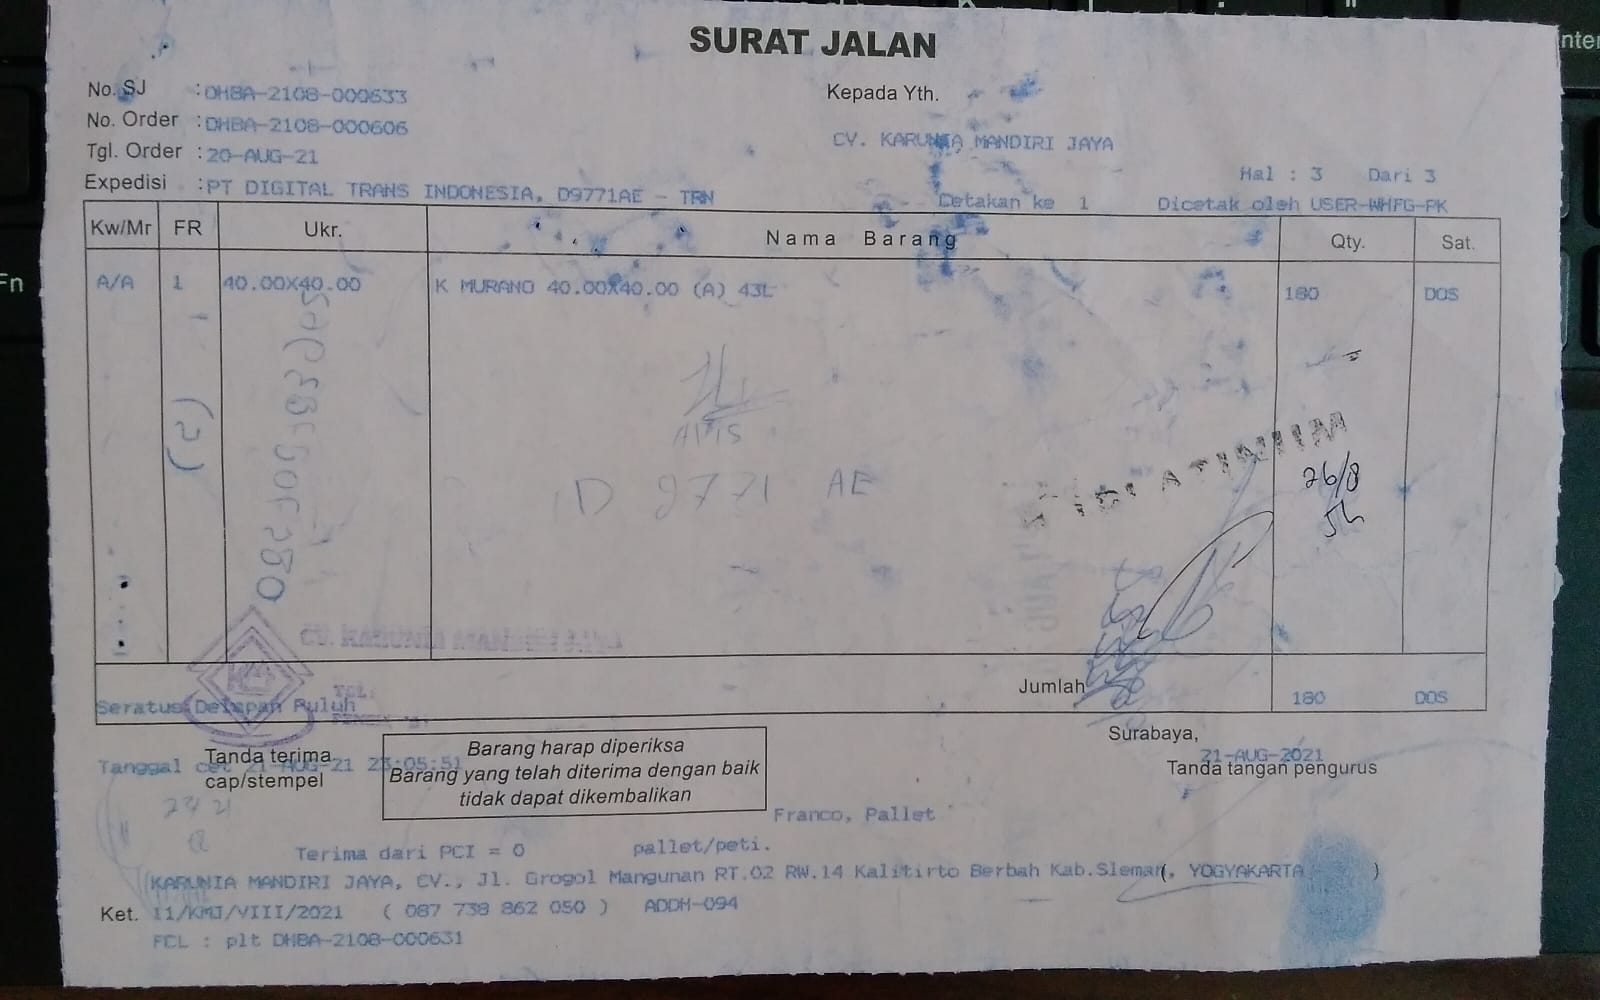 SURAT JALAN
No. SJ : DHBA-2108-000633
No. Order : DHBA-2108-000606
Tgl. Order : 20-AUG-21
Expedisi : PT DIGITAL TRANS INDONESIA, D9771AE - TRN
Kepada Yth.
CV. KARUNIA MANDIRI JAYA
Hal : 3 Dari 3
Cetakan ke 1 Dicetak oleh USER-WHFG-PK
Kw/Mr FR Ukr. Nama Barang Qty. Sat.
A/A 1 40.00X40.00 K MURANO 40.00X40.00 (A) 43L 180 DOS
(2)
AVIS
D 9771 AE
26/8
CV. KARUNIA MANDIRI JAYA
TEL:
Jumlah 180 DOS
Seratus Delapan Puluh
Surabaya,
21-AUG-2021
Tanda tangan pengurus
Tanda terima
cap/stempel
Tanggal cet 21-AUG-21 23:05:51
Barang harap diperiksa
Barang yang telah diterima dengan baik
tidak dapat dikembalikan
Franco, Pallet
Terima dari PCI = 0 pallet/peti.
KARUNIA MANDIRI JAYA, CV., Jl. Grogol Mangunan RT.02 RW.14 Kalitirto Berbah Kab.Sleman, YOGYAKARTA ( )
Ket. 11/KMJ/VIII/2021 ( 087 738 862 050 ) ADDH-094
FCL : plt DHBA-2108-000631